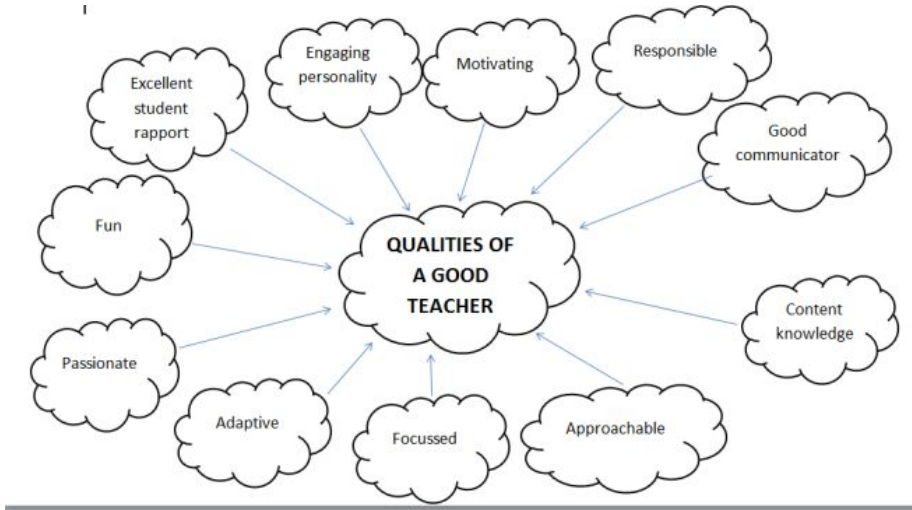 Engaging
personality
Motivating
Responsible
Excellent
student
rapport
Good
communicator
Fun
QUALITIES OF
A GOOD
TEACHER
Content
knowledge
Passionate
Adaptive
Focussed
Approachable